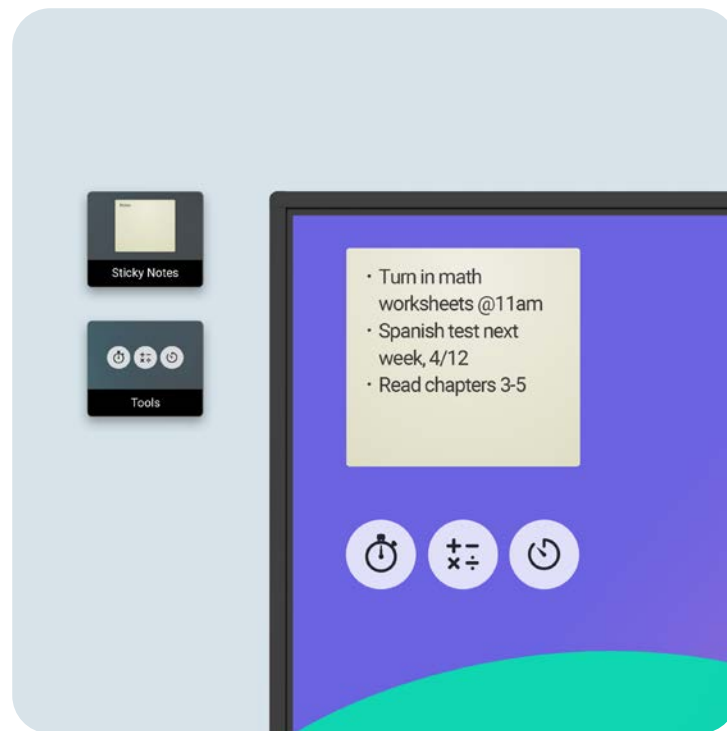 Sticky Notes
Tools
· Turn in math
worksheets @11am
· Spanish test next
week, 4/12
· Read chapters 3-5